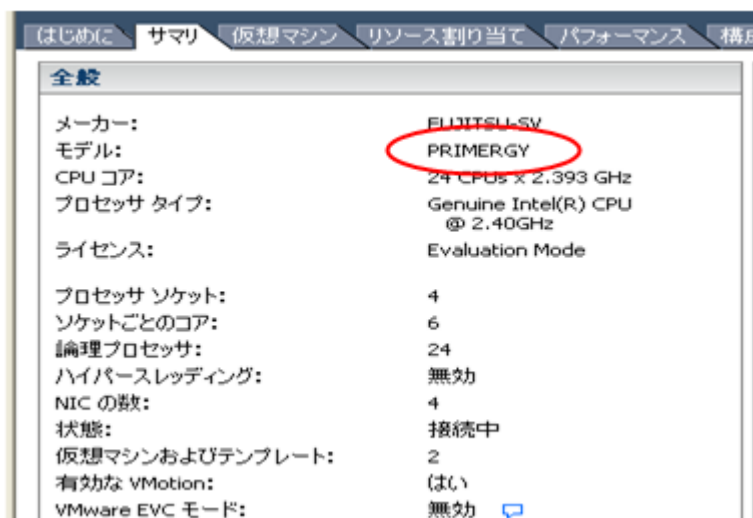 はじめに サマリ 仮想マシン リソース割り当て パフォーマンス 構成
全般
メーカー: FUJITSU-SV
モデル: PRIMERGY
CPU コア: 24 CPUs x 2.393 GHz
プロセッサ タイプ: Genuine Intel(R) CPU
@ 2.40GHz
ライセンス: Evaluation Mode
プロセッサ ソケット: 4
ソケットごとのコア: 6
論理プロセッサ: 24
ハイパースレッディング: 無効
NIC の数: 4
状態: 接続中
仮想マシンおよびテンプレート: 2
有効な VMotion: はい
VMware EVC モード: 無効